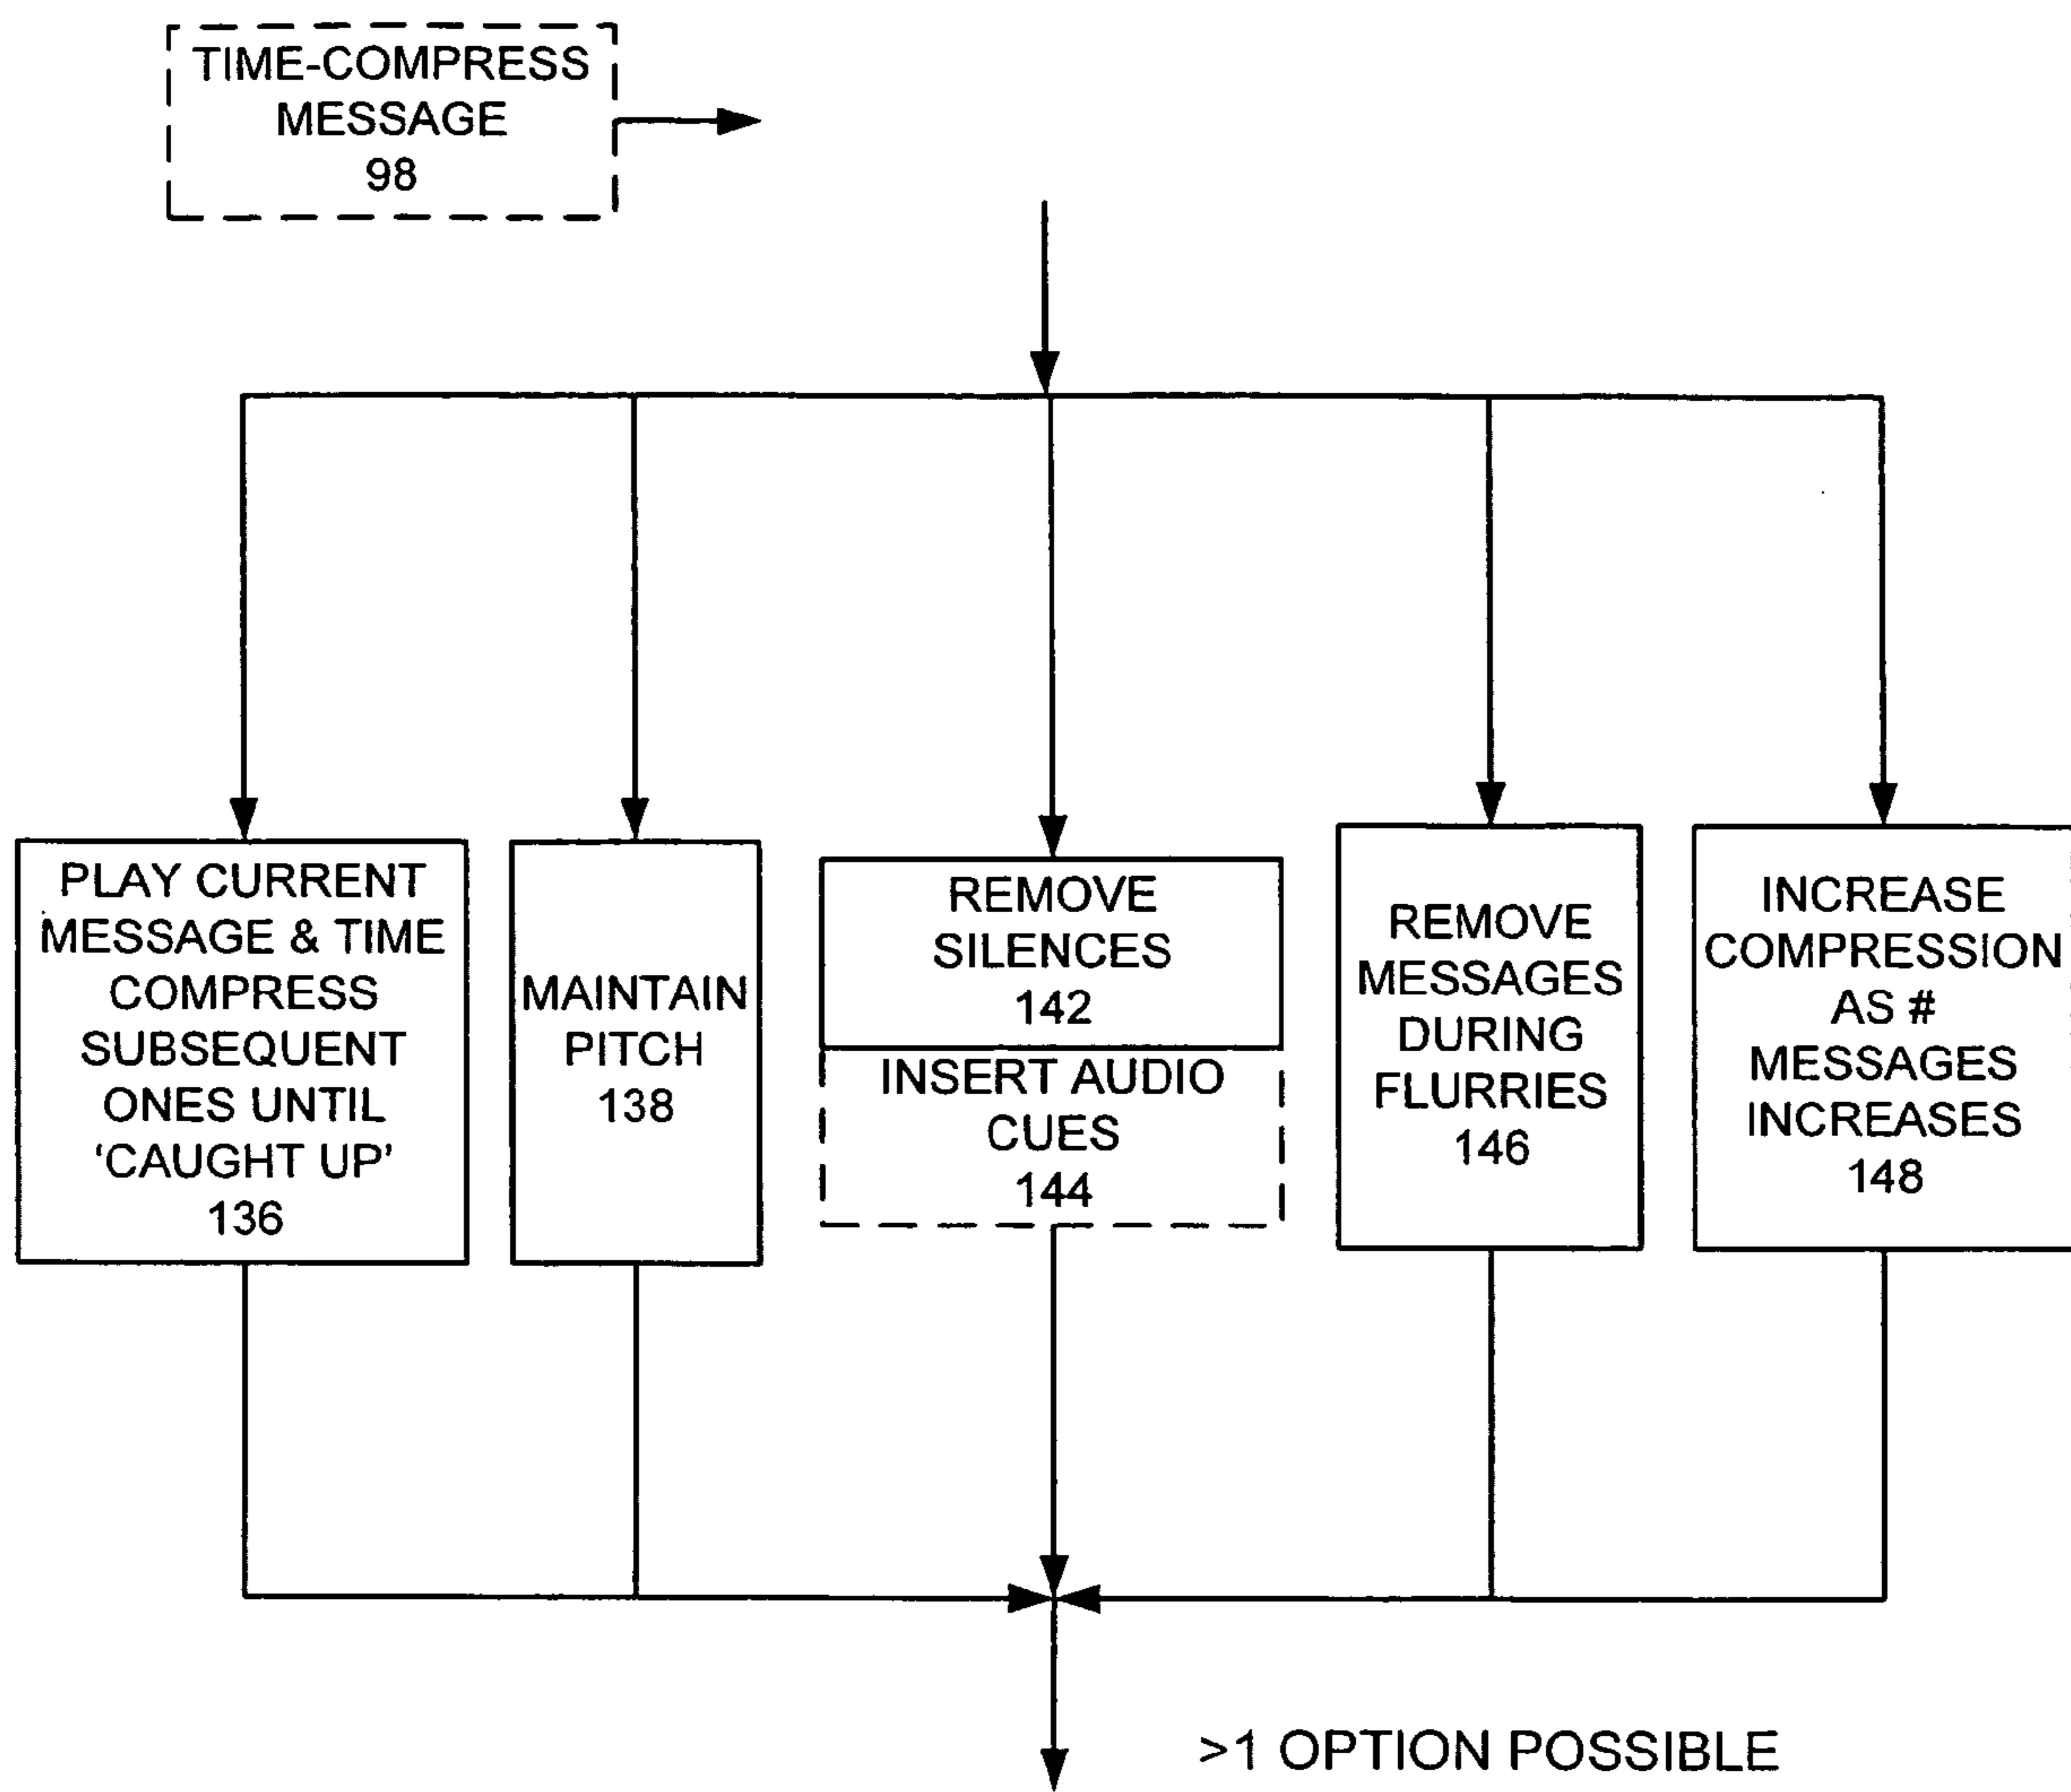 TIME-COMPRESS
MESSAGE
98
PLAY CURRENT
MESSAGE & TIME
COMPRESS
SUBSEQUENT
ONES UNTIL
‘CAUGHT UP’
136
MAINTAIN
PITCH
138
REMOVE
SILENCES
142
INSERT AUDIO
CUES
144
REMOVE
MESSAGES
DURING
FLURRIES
146
INCREASE
COMPRESSION
AS #
MESSAGES
INCREASES
148
>1 OPTION POSSIBLE